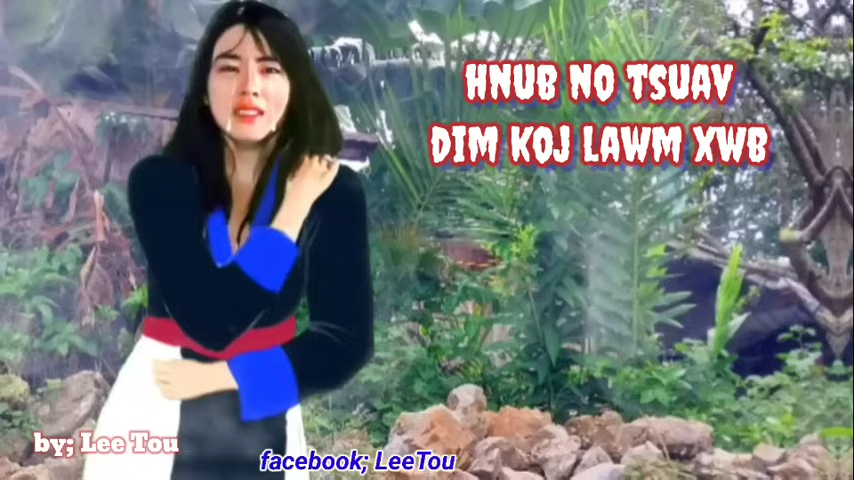 HNUB NO TSUAV
DIM KOJ LAWM XWB
by; Lee Tou
facebook; LeeTou